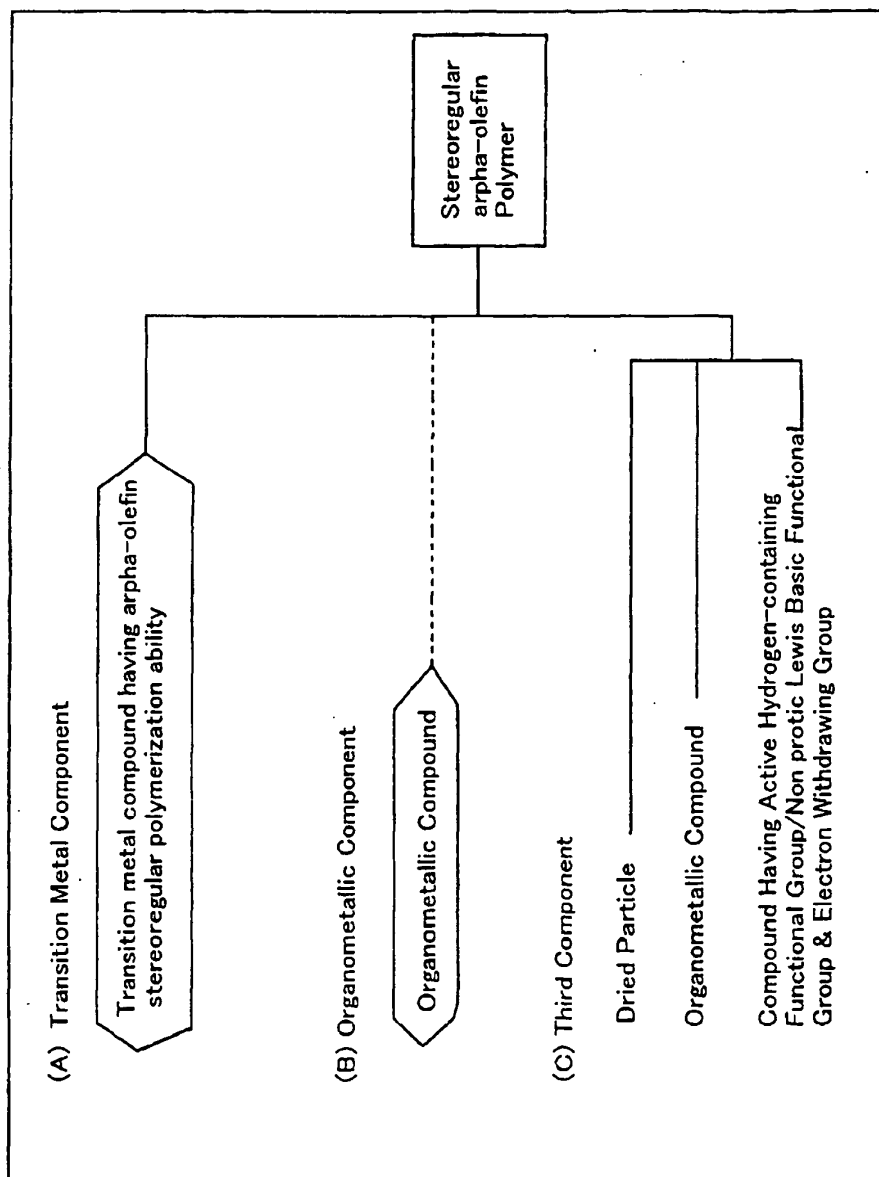 (A) Transition Metal Component
Transition metal compound having arpha-olefin
stereoregular polymerization ability
(B) Organometallic Component
Organometallic Compound
(C) Third Component
Dried Particle
Organometallic Compound
Compound Having Active Hydrogen-containing
Functional Group/Non protic Lewis Basic Functional
Group & Electron Withdrawing Group
Stereoregular
arpha-olefin
Polymer